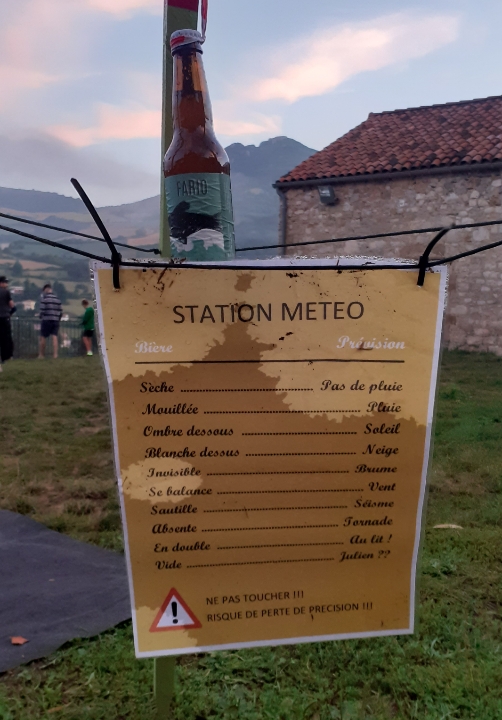 FARID
STATION METEO
Bière Prévision
Sèche ........ Pas de pluie
Mouillée ........ Pluie
Ombre dessous ........ Soleil
Blanche dessus ........ Neige
Invisible ........ Brume
Se balance ........ Vent
Sautille ........ Séisme
Absente ........ Tornade
En double ........ Au lit !
Vide ........ Julien ??
NE PAS TOUCHER !!!
RISQUE DE PERTE DE PRECISION !!!